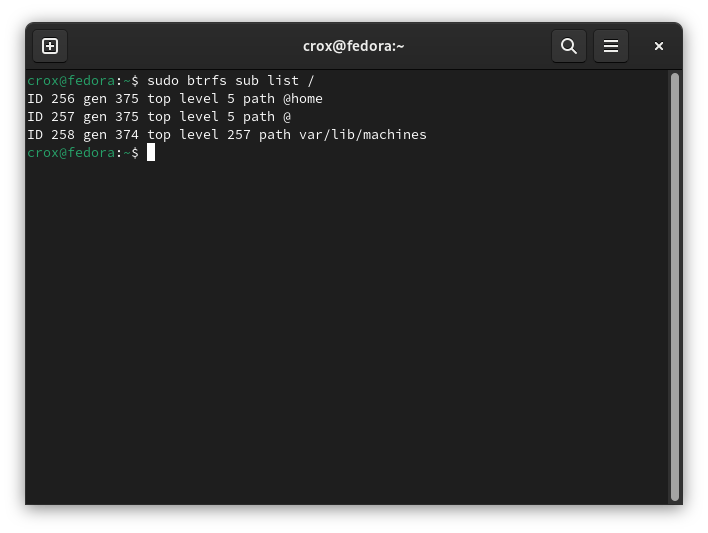 crox@fedora:~
crox@fedora:~$ sudo btrfs sub list /
ID 256 gen 375 top level 5 path @home
ID 257 gen 375 top level 5 path @
ID 258 gen 374 top level 257 path var/lib/machines
crox@fedora:~$